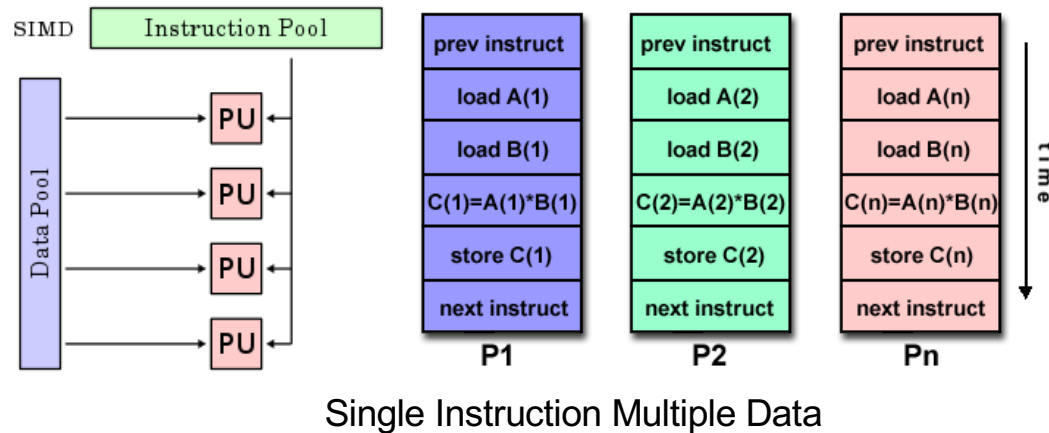 SIMD
Instruction Pool
Data Pool
PU
PU
PU
PU
prev instruct
load A(1)
load B(1)
C(1)=A(1)*B(1)
store C(1)
next instruct
P1
prev instruct
load A(2)
load B(2)
C(2)=A(2)*B(2)
store C(2)
next instruct
P2
prev instruct
load A(n)
load B(n)
C(n)=A(n)*B(n)
store C(n)
next instruct
Pn
time
Single Instruction Multiple Data